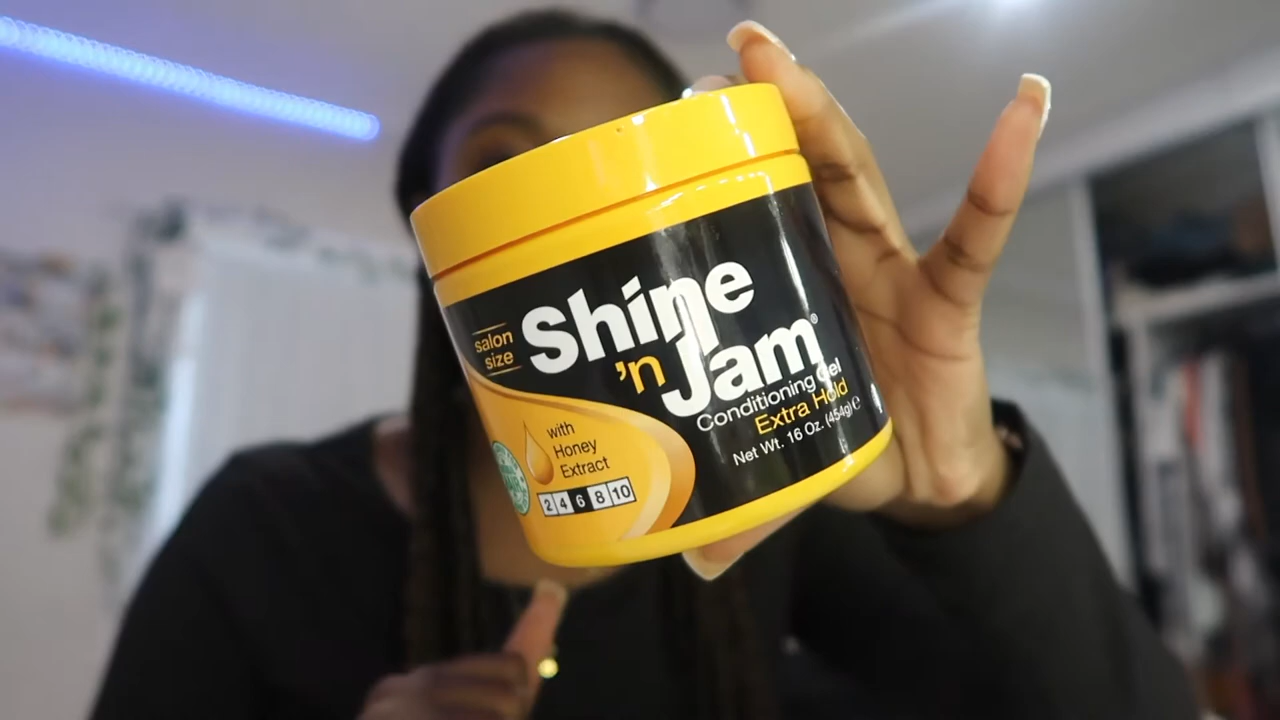 salon
size
Shine
'n Jam®
Conditioning Gel
Extra Hold
Net Wt. 16 Oz. (454g) e
with
Honey
Extract
2 4 6 8 10